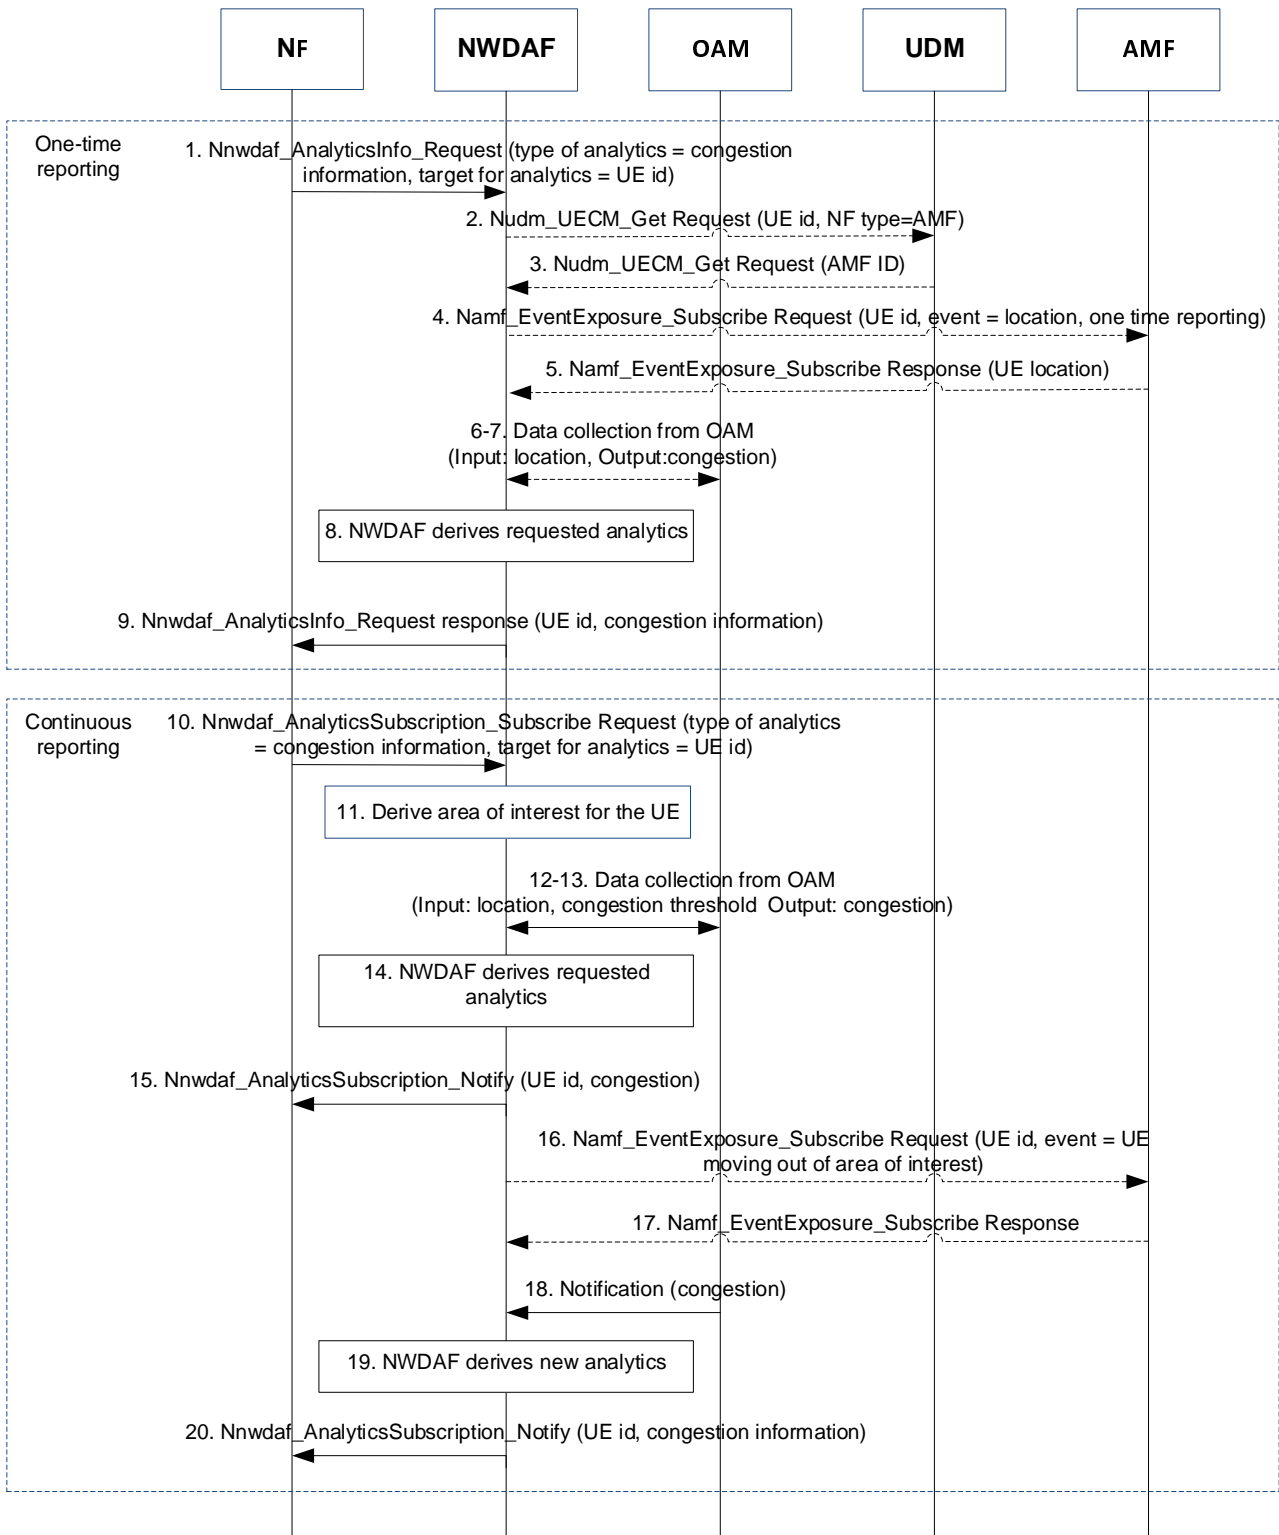 NF
NWDAF
OAM
UDM
AMF
One-time
reporting
1. Nnwdaf_AnalyticsInfo_Request (type of analytics = congestion
information, target for analytics = UE id)
2. Nudm_UECM_Get Request (UE id, NF type=AMF)
3. Nudm_UECM_Get Request (AMF ID)
4. Namf_EventExposure_Subscribe Request (UE id, event = location, one time reporting)
5. Namf_EventExposure_Subscribe Response (UE location)
6-7. Data collection from OAM
(Input: location, Output:congestion)
8. NWDAF derives requested analytics
9. Nnwdaf_AnalyticsInfo_Request response (UE id, congestion information)
Continuous
reporting
10. Nnwdaf_AnalyticsSubscription_Subscribe Request (type of analytics
= congestion information, target for analytics = UE id)
11. Derive area of interest for the UE
12-13. Data collection from OAM
(Input: location, congestion threshold  Output: congestion)
14. NWDAF derives requested
analytics
15. Nnwdaf_AnalyticsSubscription_Notify (UE id, congestion)
16. Namf_EventExposure_Subscribe Request (UE id, event = UE
moving out of area of interest)
17. Namf_EventExposure_Subscribe Response
18. Notification (congestion)
19. NWDAF derives new analytics
20. Nnwdaf_AnalyticsSubscription_Notify (UE id, congestion information)